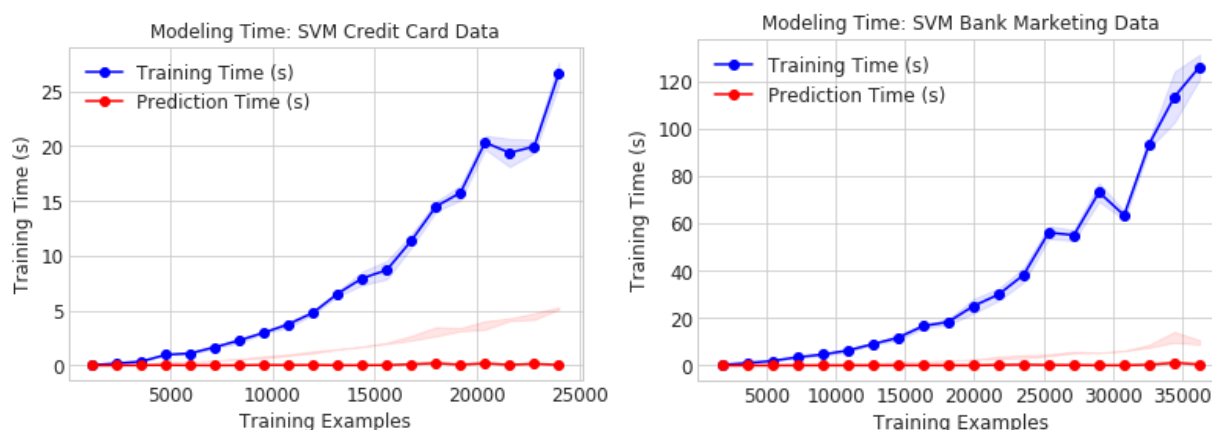 Modeling Time: SVM Credit Card Data
Training Time (s)
Prediction Time (s)
Training Time (s)
25
20
15
10
5
0
5000 10000 15000 20000 25000
Training Examples
Modeling Time: SVM Bank Marketing Data
Training Time (s)
Prediction Time (s)
Training Time (s)
120
100
80
60
40
20
0
5000 10000 15000 20000 25000 30000 35000
Training Examples